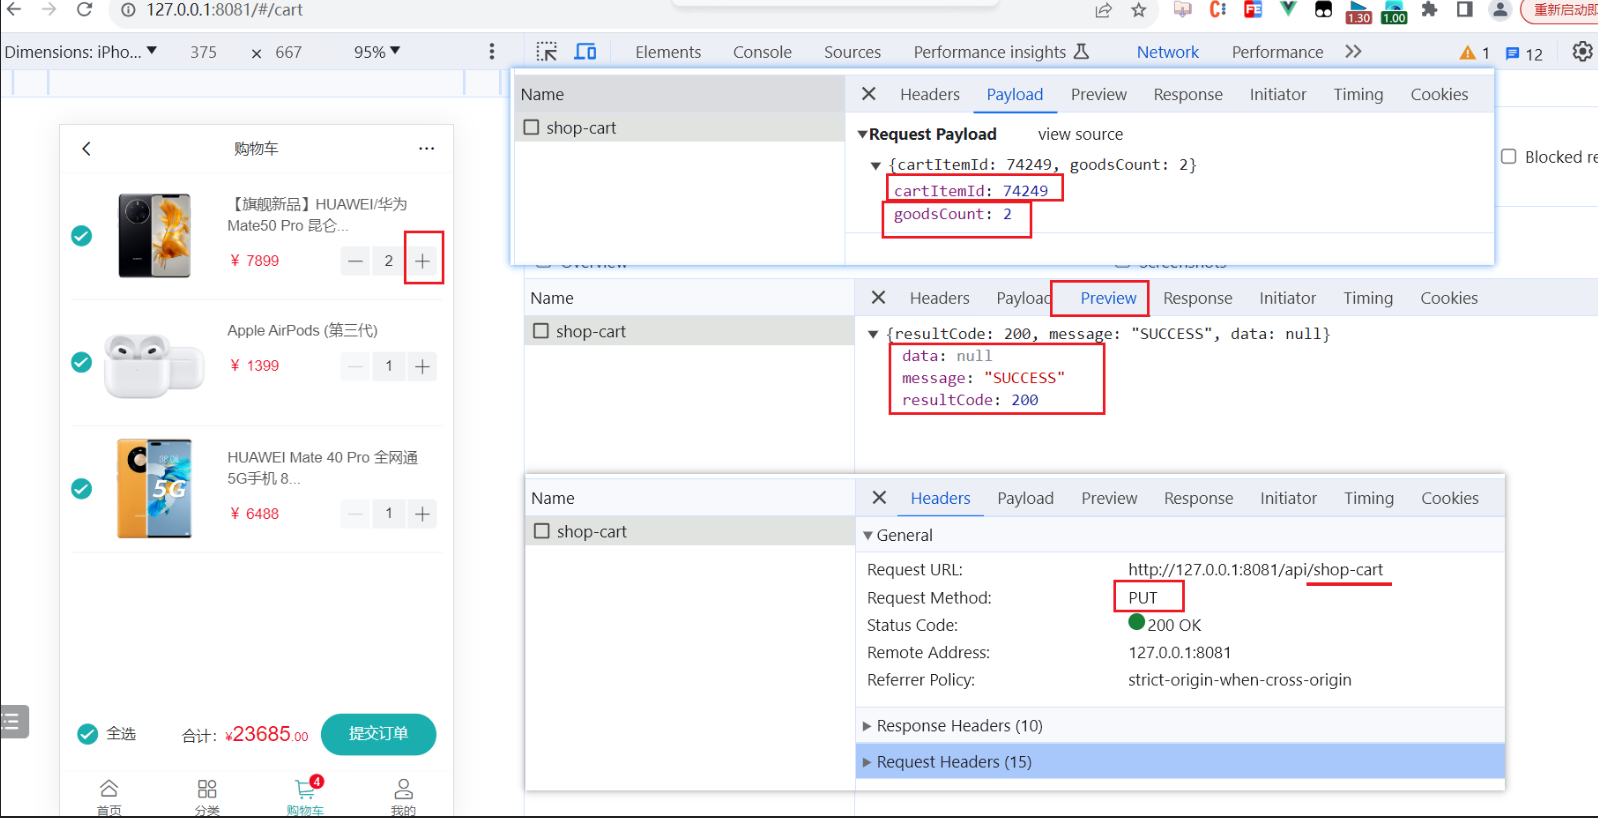 127.0.0.1:8081/#/cart
1.30
1.00
重新启动即
Dimensions: iPho...
375
×
667
95%
Elements
Console
Sources
Performance insights
Network
Performance
1
12
Name
Headers
Payload
Preview
Response
Initiator
Timing
Cookies
shop-cart
Request Payload
view source
{cartItemId: 74249, goodsCount: 2}
cartItemId: 74249
goodsCount: 2
Blocked re
购物车
【旗舰新品】HUAWEI/华为
Mate50 Pro 昆仑...
¥ 7899
2
Apple AirPods (第三代)
¥ 1399
1
HUAWEI Mate 40 Pro 全网通
5G手机 8...
5G
¥ 6488
1
全选
合计: ¥23685.00
提交订单
首页
分类
购物车
4
我的
Overview
Screenshots
Name
Headers
Payload
Preview
Response
Initiator
Timing
Cookies
shop-cart
{resultCode: 200, message: "SUCCESS", data: null}
data: null
message: "SUCCESS"
resultCode: 200
Name
Headers
Payload
Preview
Response
Initiator
Timing
Cookies
shop-cart
General
Request URL: http://127.0.0.1:8081/api/shop-cart
Request Method: PUT
Status Code: 200 OK
Remote Address: 127.0.0.1:8081
Referrer Policy: strict-origin-when-cross-origin
Response Headers (10)
Request Headers (15)